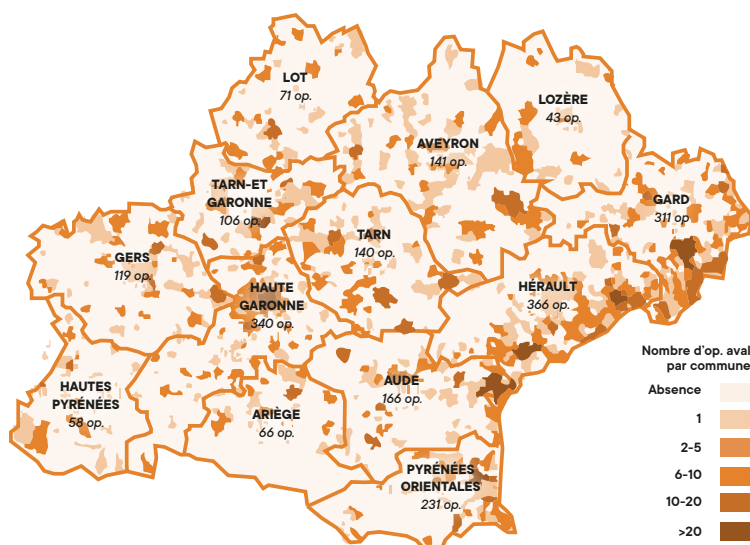 LOT
71 op.
LOZÈRE
43 op.
AVEYRON
141 op.
TARN-ET
GARONNE
106 op.
GARD
311 op
TARN
140 op.
GERS
119 op.
HAUTE
GARONNE
340 op.
HÉRAULT
366 op.
HAUTES
PYRÉNÉES
58 op.
ARIÈGE
66 op.
AUDE
166 op.
PYRÉNÉES
ORIENTALES
231 op.
Nombre d'op. aval
par commune
Absence
1
2-5
6-10
10-20
>20